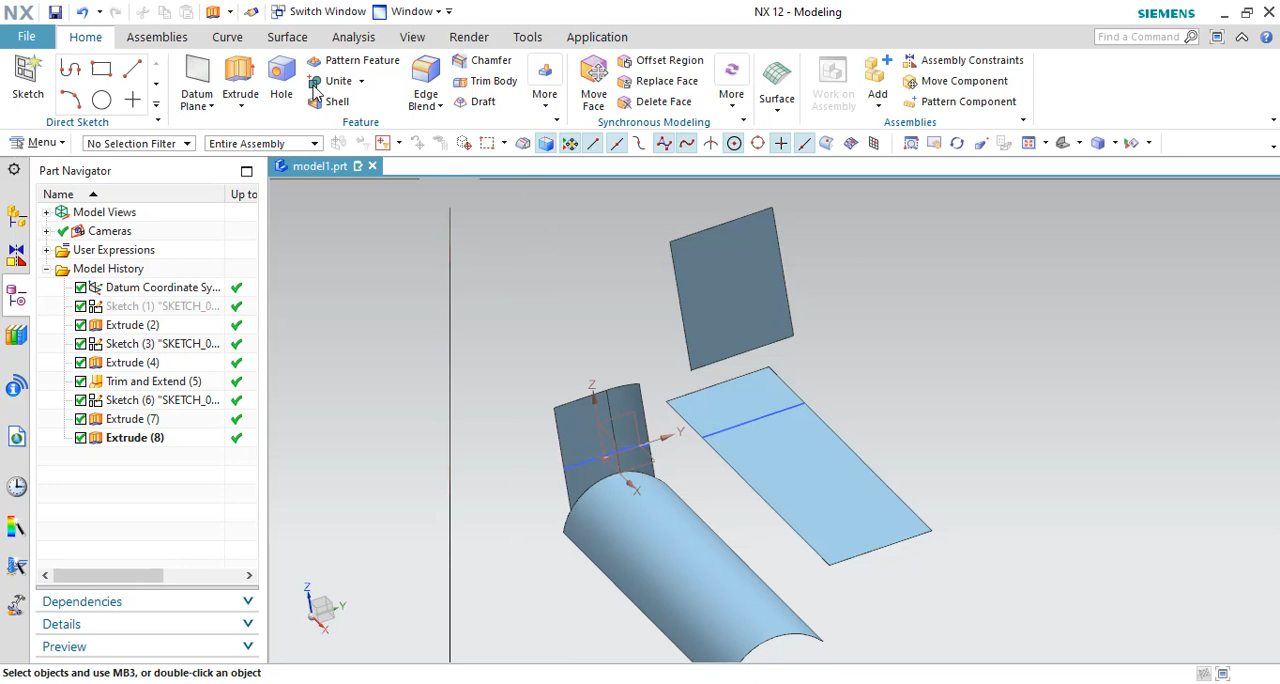 NX
Switch Window
Window
NX 12 - Modeling
SIEMENS
File
Home
Assemblies
Curve
Surface
Analysis
View
Render
Tools
Application
Find a Command
Sketch
Direct Sketch
Datum Plane
Extrude
Hole
Pattern Feature
Unite
Shell
Edge Blend
Chamfer
Trim Body
Draft
More
Feature
Move Face
Offset Region
Replace Face
Delete Face
More
Synchronous Modeling
Surface
Work on Assembly
Add
Assembly Constraints
Move Component
Pattern Component
Assemblies
Menu
No Selection Filter
Entire Assembly
Part Navigator
model1.prt
Name
Up to
Model Views
Cameras
User Expressions
Model History
Datum Coordinate Sy...
Sketch (1) "SKETCH_0...
Extrude (2)
Sketch (3) "SKETCH_0...
Extrude (4)
Trim and Extend (5)
Sketch (6) "SKETCH_0...
Extrude (7)
Extrude (8)
Z
Y
X
Z
Y
X
Dependencies
Details
Preview
Select objects and use MB3, or double-click an object